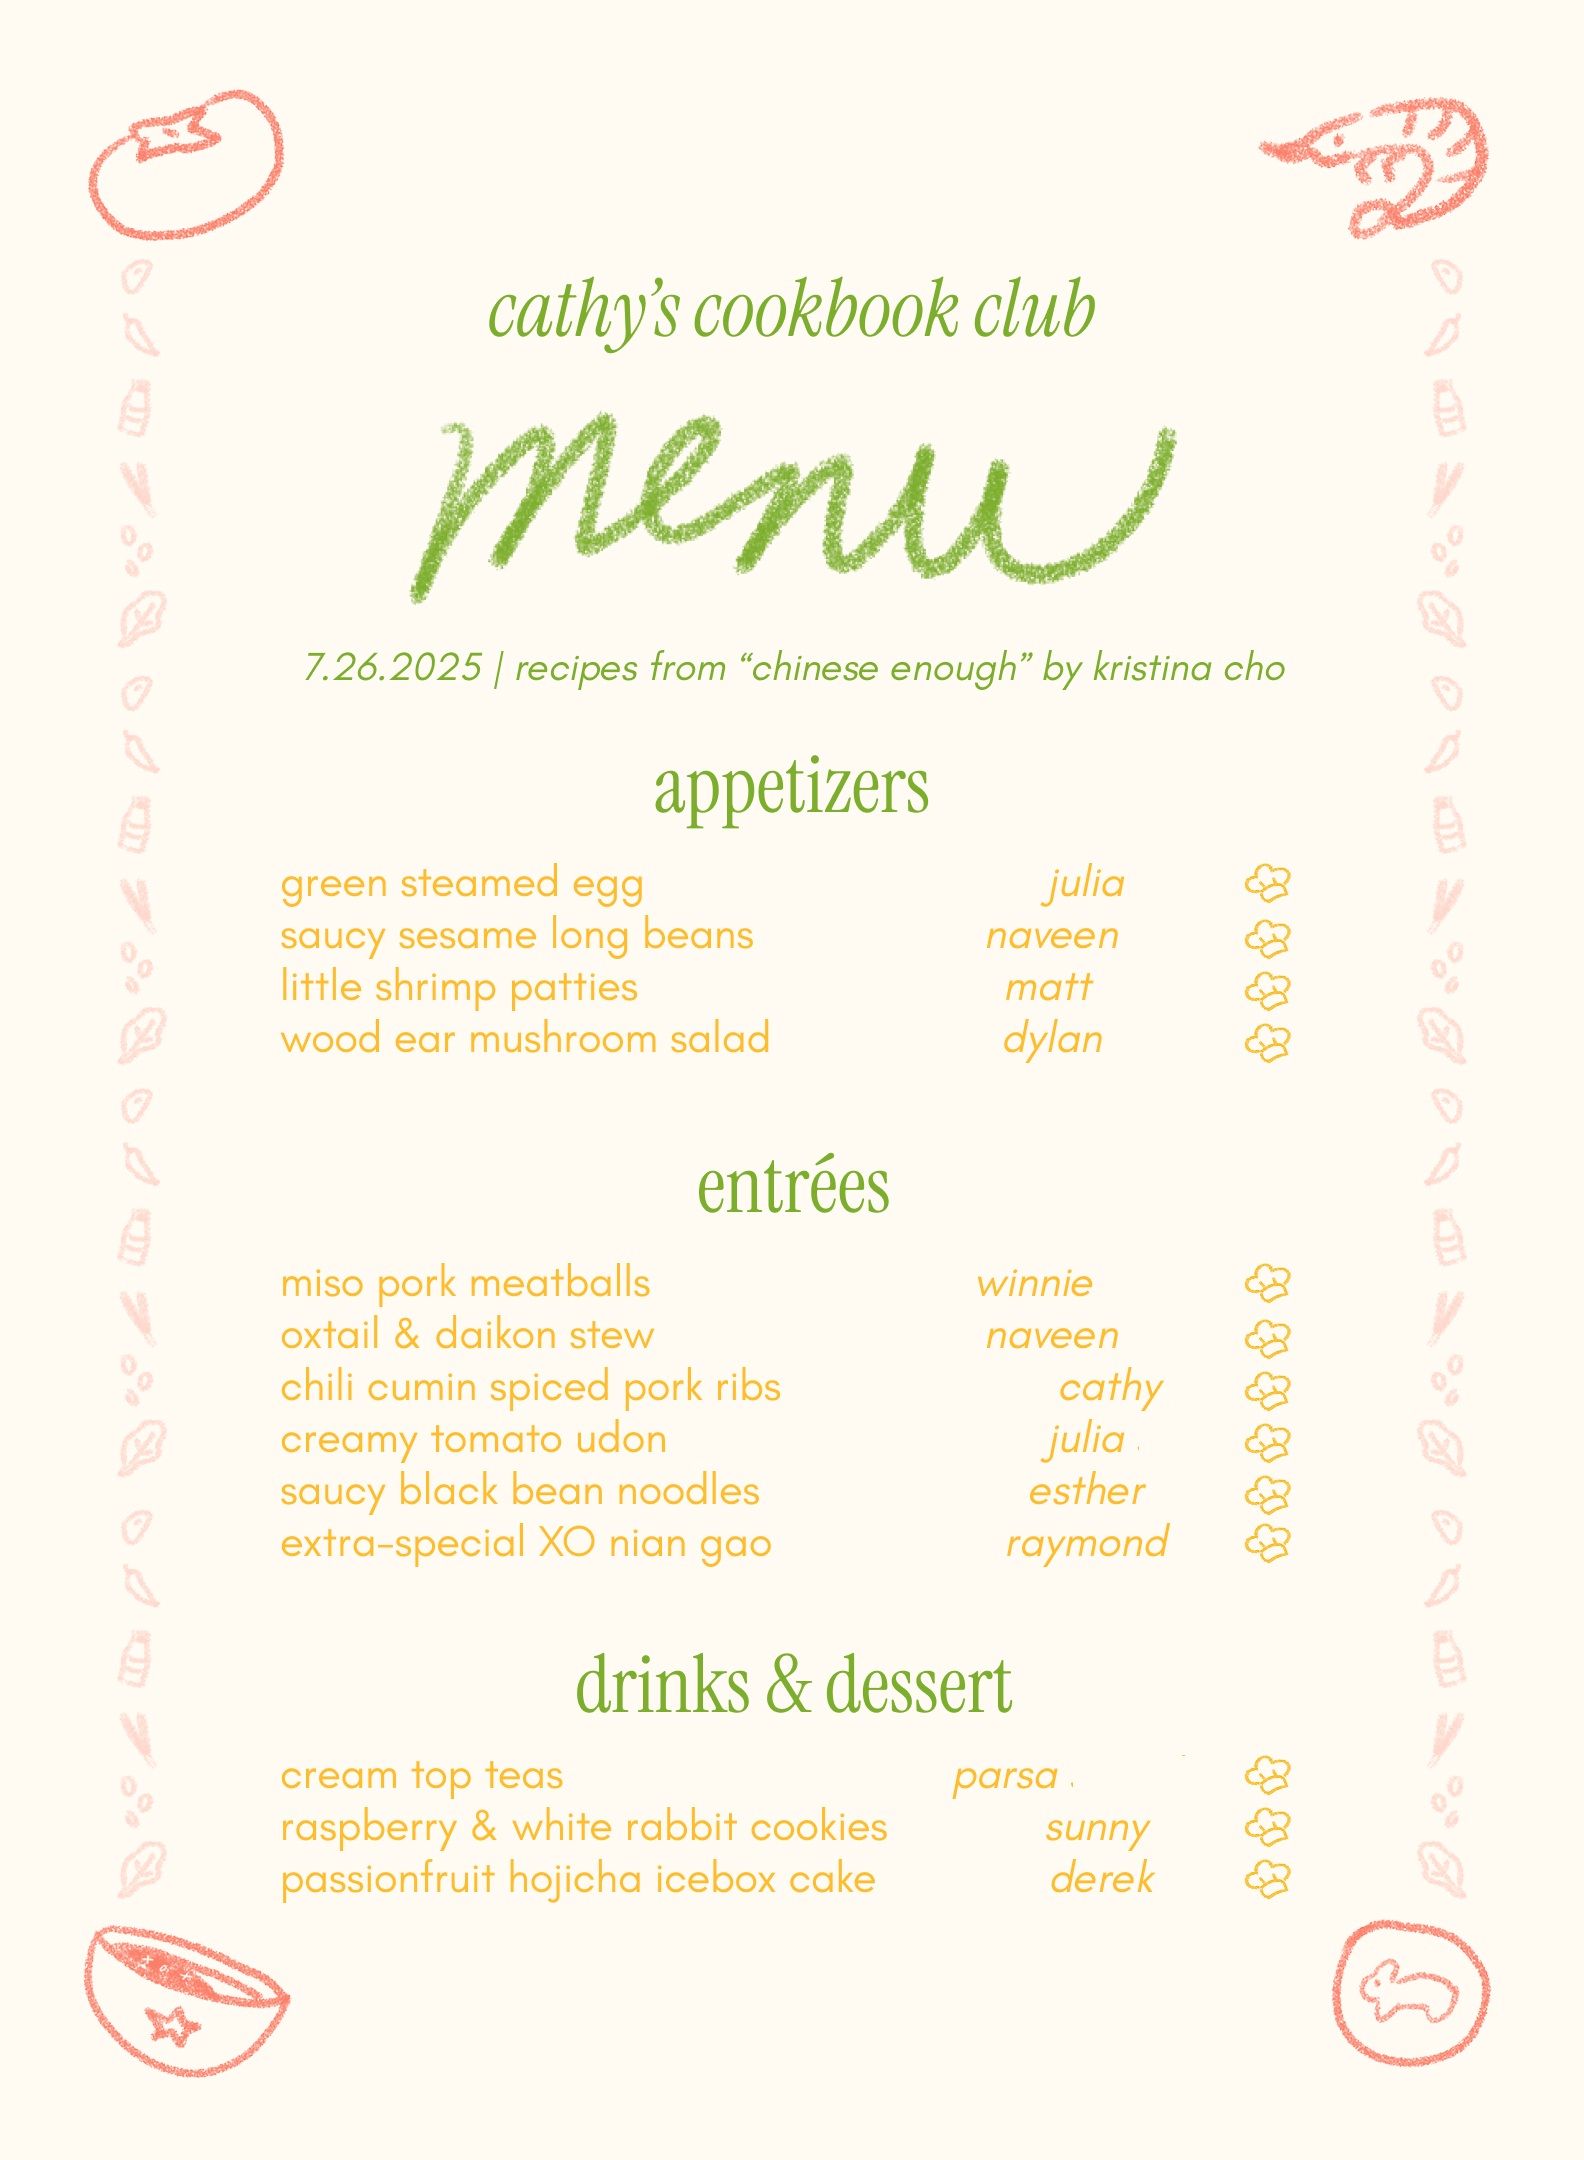 cathy’s cookbook club
menu
7.26.2025 | recipes from “chinese enough” by kristina cho
appetizers
green steamed egg julia
saucy sesame long beans naveen
little shrimp patties matt
wood ear mushroom salad dylan
entrées
miso pork meatballs winnie
oxtail & daikon stew naveen
chili cumin spiced pork ribs cathy
creamy tomato udon julia
saucy black bean noodles esther
extra-special XO nian gao raymond
drinks & dessert
cream top teas parsa
raspberry & white rabbit cookies sunny
passionfruit hojicha icebox cake derek